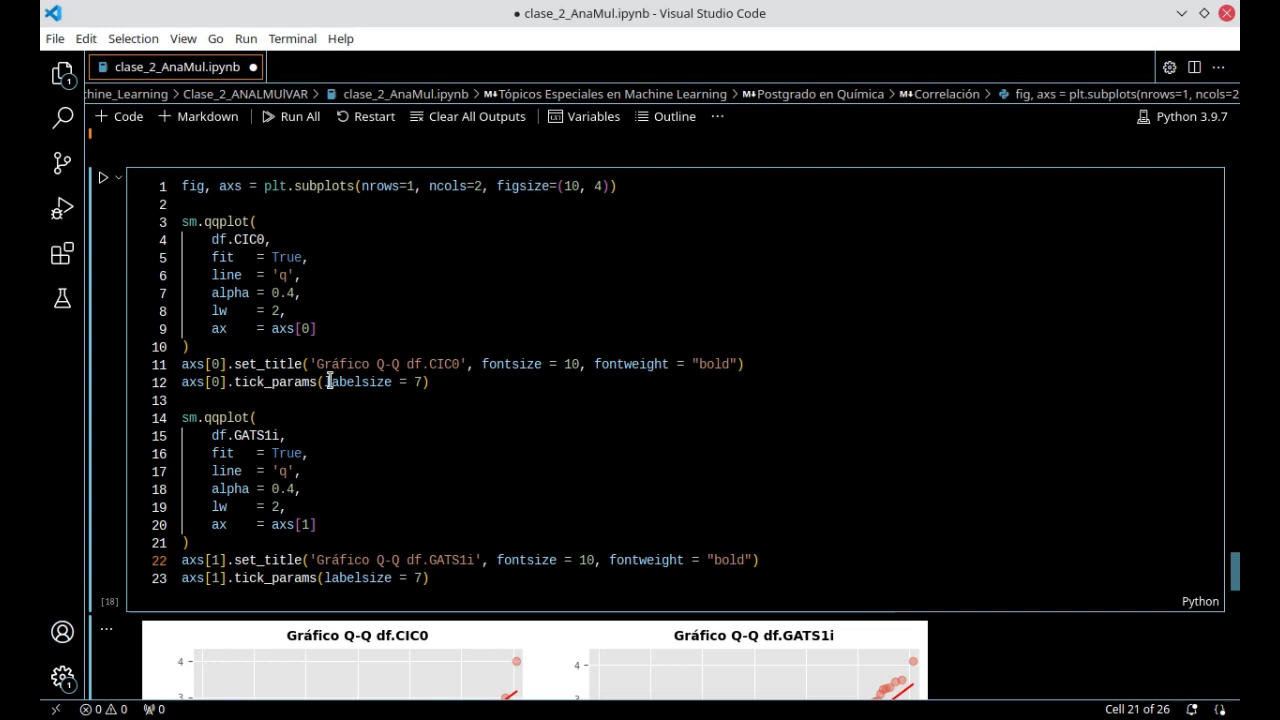 ● clase_2_AnaMul.ipynb - Visual Studio Code
File Edit Selection View Go Run Terminal Help
clase_2_AnaMul.ipynb ●
hine_Learning > Clase_2_ANALMUlVAR > clase_2_AnaMul.ipynb > M↓Tópicos Especiales en Machine Learning > M↓Postgrado en Química > M↓Correlación > fig, axs = plt.subplots(nrows=1, ncols=2
+ Code + Markdown Run All Restart Clear All Outputs Variables Outline ··· Python 3.9.7
1 fig, axs = plt.subplots(nrows=1, ncols=2, figsize=(10, 4))
2
3 sm.qqplot(
4 df.CIC0,
5 fit = True,
6 line = 'q',
7 alpha = 0.4,
8 lw = 2,
9 ax = axs[0]
10 )
11 axs[0].set_title('Gráfico Q-Q df.CIC0', fontsize = 10, fontweight = "bold")
12 axs[0].tick_params(labelsize = 7)
13
14 sm.qqplot(
15 df.GATS1i,
16 fit = True,
17 line = 'q',
18 alpha = 0.4,
19 lw = 2,
20 ax = axs[1]
21 )
22 axs[1].set_title('Gráfico Q-Q df.GATS1i', fontsize = 10, fontweight = "bold")
23 axs[1].tick_params(labelsize = 7)
[18] Python
··· Gráfico Q-Q df.CIC0 Gráfico Q-Q df.GATS1i
4 4
3 3
1
1
0 0 0 Cell 21 of 26